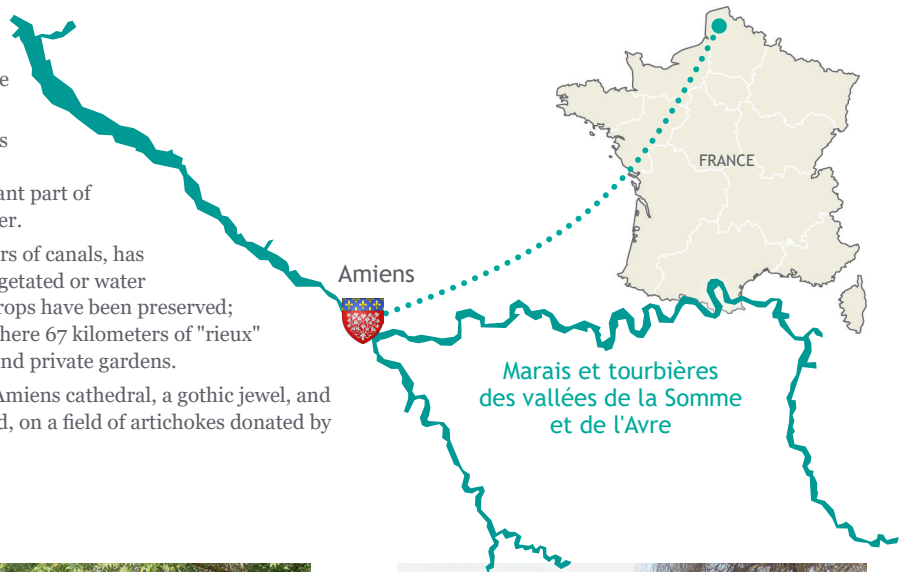 e
s
ant part of
er.
rs of canals, has
getated or water
rops have been preserved;
here 67 kilometers of "rieux"
nd private gardens.
Amiens cathedral, a gothic jewel, and
d, on a field of artichokes donated by
Amiens
FRANCE
Marais et tourbières
des vallées de la Somme
et de l'Avre